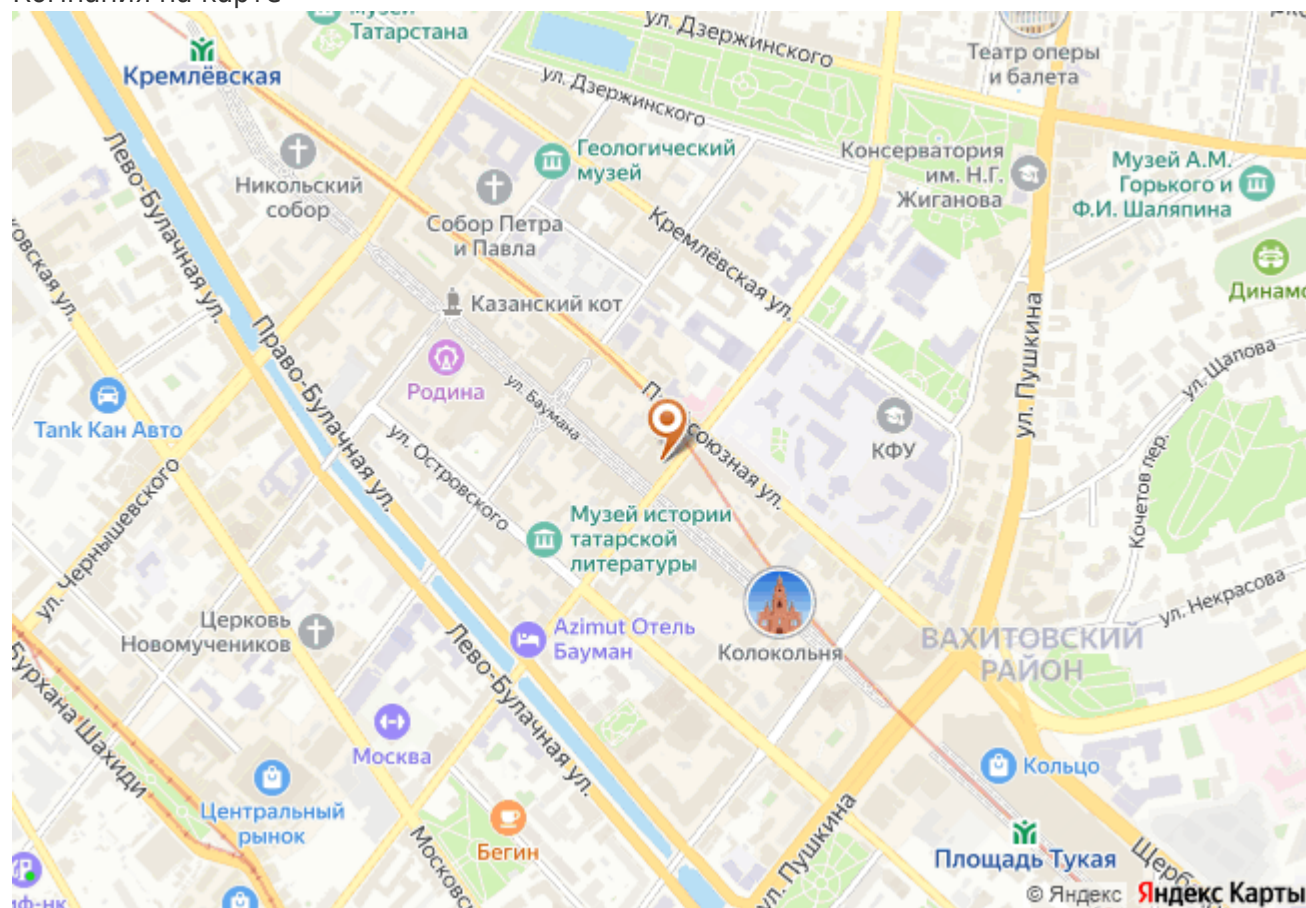 Компания на карте
Музей
Татарстана
Кремлёвская
ул. Дзержинского
Театр оперы
и балета
ул. Дзержинского
Геологический
музей
Консерватория
им. Н.Г.
Жиганова
Музей А.М.
Горького и
Ф.И. Шаляпина
Никольский
собор
Собор Петра
и Павла
Лево-Булачная ул.
Кремлёвская ул.
Динамо
Казанский кот
ул. Пушкина
ул. Щапова
Право-Булачная ул.
Родина
ул. Баумана
Tank Кан Авто
КФУ
ул. Островского
Кочетов пер.
ул. Чернышевского
Музей истории
татарской
литературы
ул. Некрасова
Церковь
Новомучеников
Azimut Отель
Бауман
Колокольня
ВАХИТОВСКИЙ
РАЙОН
Лево-Булачная ул.
Бурхана Шахиди
Москва
Кольцо
Центральный
рынок
Бегин
ул. Пушкина
Площадь Тукая
© Яндекс Яндекс Карты